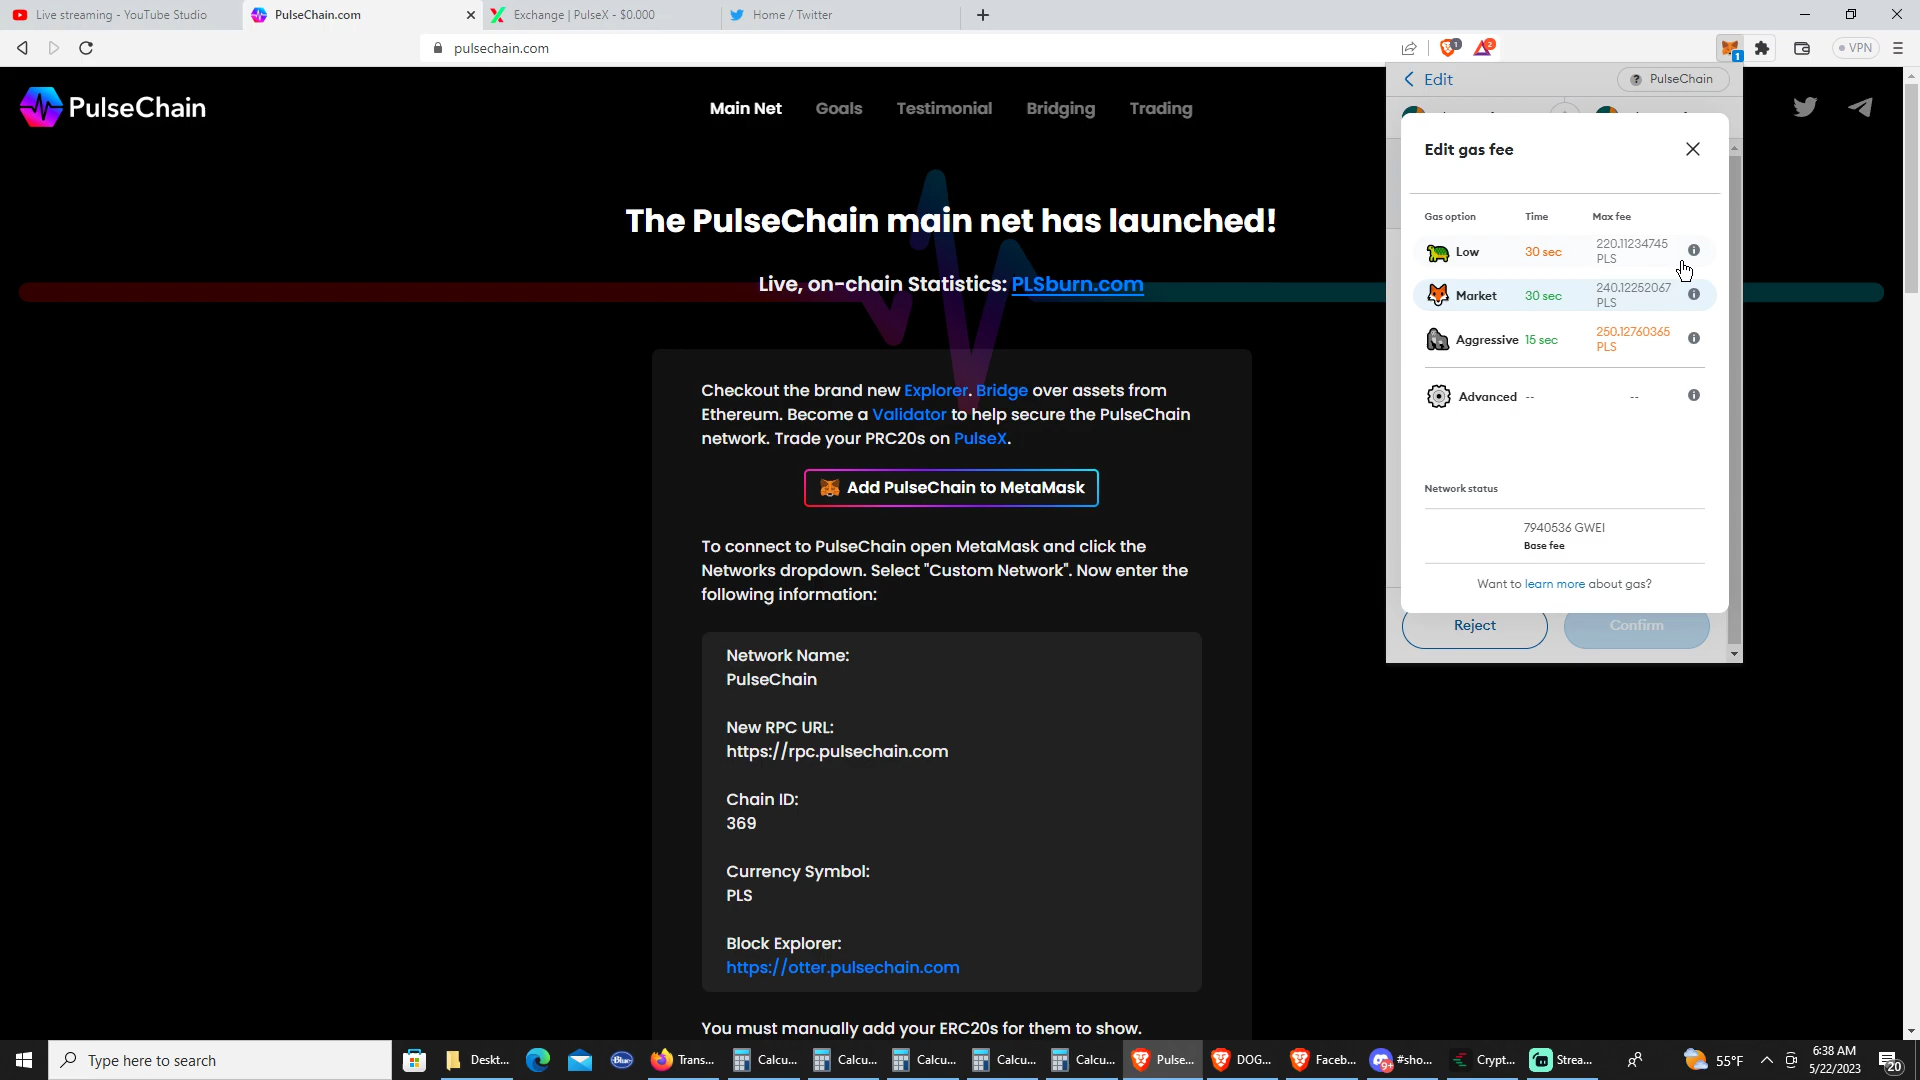 Live streaming - YouTube Studio
PulseChain.com
Exchange | PulseX - $0.000
Home / Twitter
pulsechain.com
1
2
1
VPN
PulseChain
Main Net
Goals
Testimonial
Bridging
Trading
The PulseChain main net has launched!
Live, on-chain Statistics: PLSburn.com
Checkout the brand new Explorer. Bridge over assets from
Ethereum. Become a Validator to help secure the PulseChain
network. Trade your PRC20s on PulseX.
Add PulseChain to MetaMask
To connect to PulseChain open MetaMask and click the
Networks dropdown. Select "Custom Network". Now enter the
following information:
Network Name:
PulseChain
New RPC URL:
https://rpc.pulsechain.com
Chain ID:
369
Currency Symbol:
PLS
Block Explorer:
https://otter.pulsechain.com
You must manually add your ERC20s for them to show.
Edit
PulseChain
Edit gas fee
Gas option Time Max fee
Low 30 sec 220.11234745
PLS
Market 30 sec 240.12252067
PLS
Aggressive 15 sec 250.12760365
PLS
Advanced -- --
Network status
7940536 GWEI
Base fee
Want to learn more about gas?
Reject
Confirm
Type here to search
Deskt...
Blue
Trans...
Calcu...
Calcu...
Calcu...
Calcu...
Calcu...
Pulse...
DOG...
Faceb...
9+
#sho...
Crypt...
Strea...
55°F
6:38 AM
5/22/2023
20